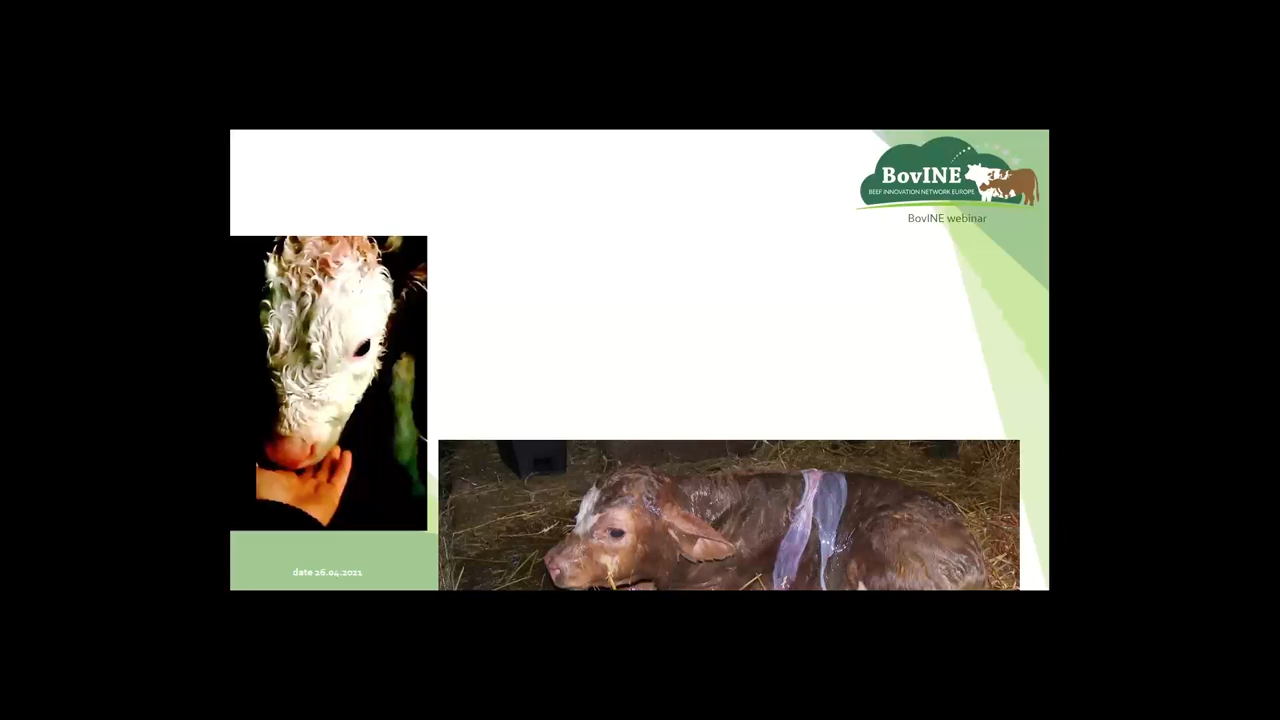 BovINE
BEEF INNOVATION NETWORK EUROPE
BovINE webinar
date 26.04.2021